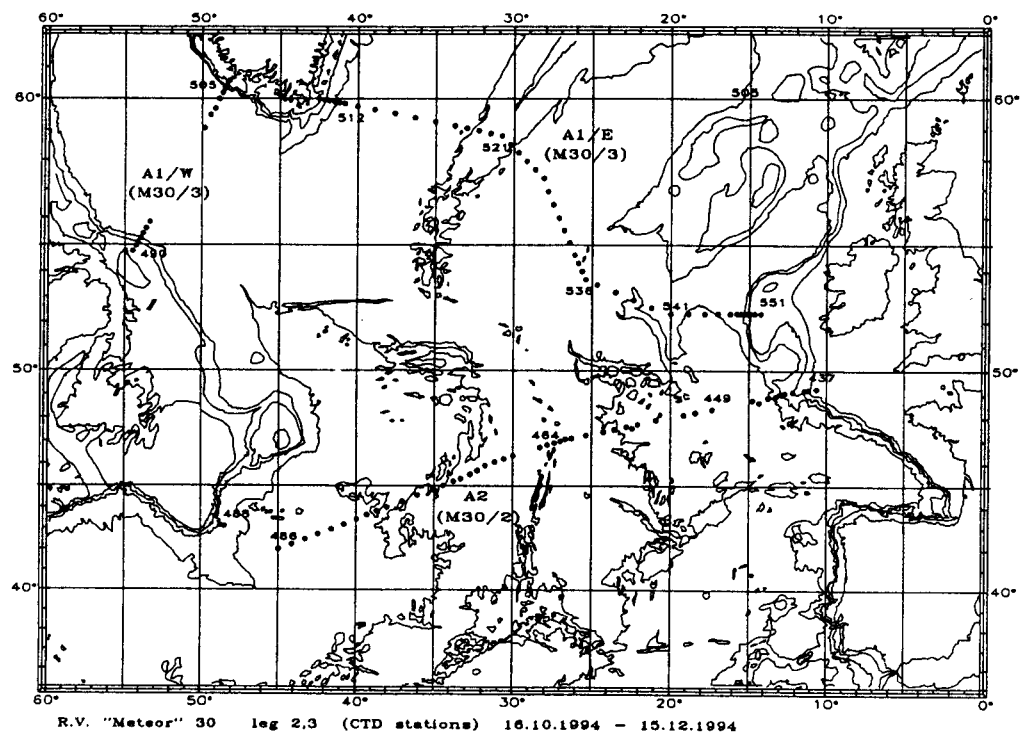 60° 50° 40° 30° 20° 10° 0°
60° 505 512 505 60°
521
A1/E
(M30/3)
A1/W
(M30/3)
490
536 541 551
50° 50°
449
464
A2
(M30/2)
486
40° 40°
60° 50° 40° 30° 20° 10° 0°
R.V. "Meteor" 30 leg 2,3 (CTD stations) 16.10.1994 – 15.12.1994